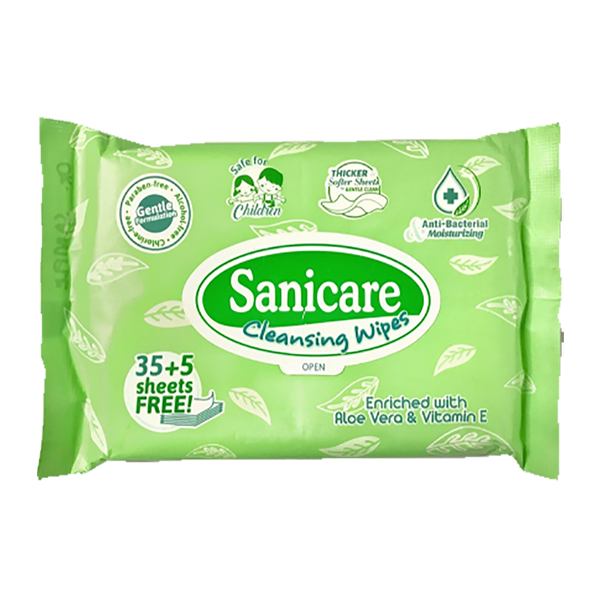 Paraben-free • Alcohol-free • Chlorine-free •
Gentle
Formulation
Safe for
Children
THICKER
Softer Sheets
for GENTLE CLEAN
Anti-Bacterial
& Moisturizing
Sanicare
Cleansing Wipes
OPEN
35+5
sheets
FREE!
Enriched with
Aloe Vera & Vitamin E